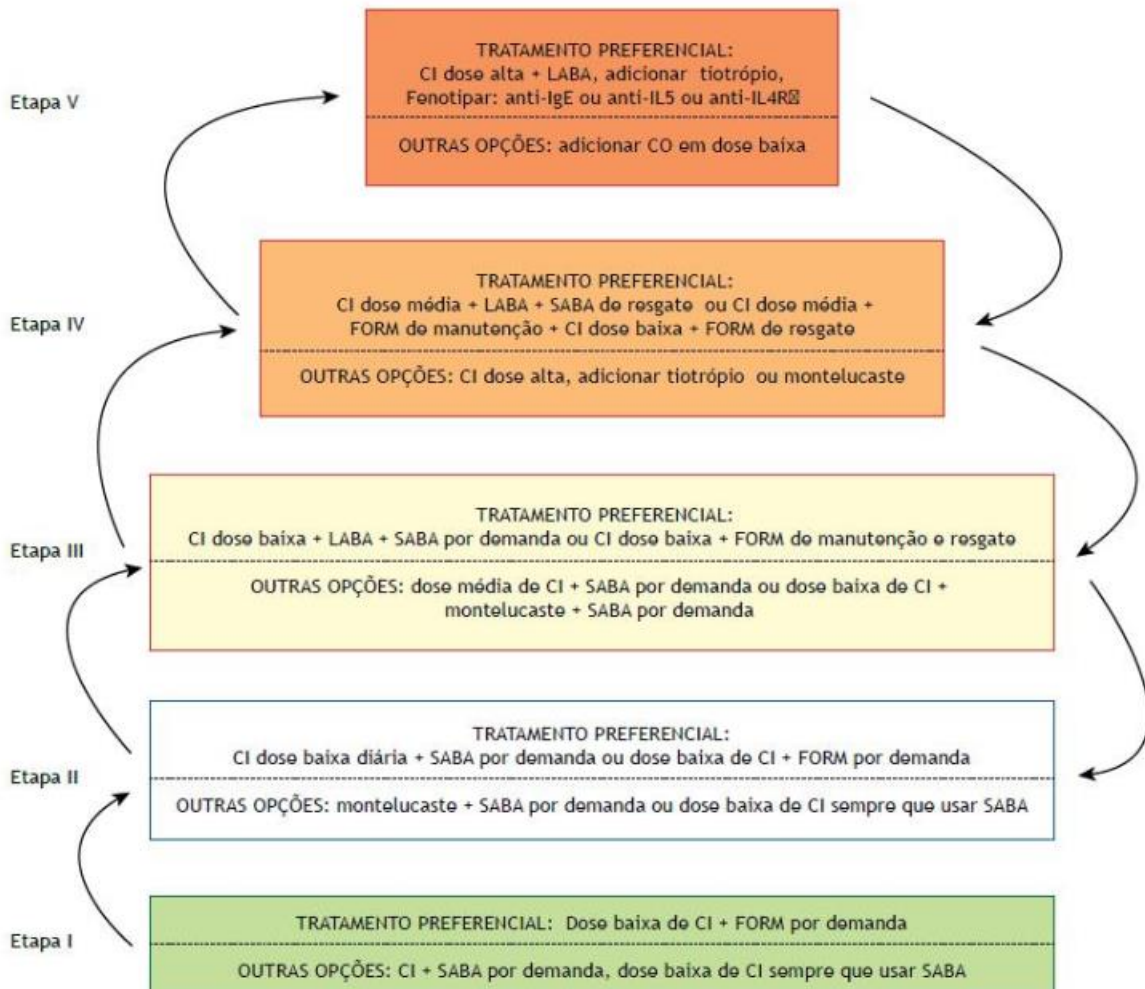 Etapa V
TRATAMENTO PREFERENCIAL:
CI dose alta + LABA, adicionar tiotrópio,
Fenotipar: anti-IgE ou anti-IL5 ou anti-IL4R
OUTRAS OPÇÕES: adicionar CO em dose baixa
Etapa IV
TRATAMENTO PREFERENCIAL:
CI dose média + LABA + SABA de resgate ou CI dose média +
FORM de manutenção + CI dose baixa + FORM de resgate
OUTRAS OPÇÕES: CI dose alta, adicionar tiotrópio ou montelucaste
Etapa III
TRATAMENTO PREFERENCIAL:
CI dose baixa + LABA + SABA por demanda ou CI dose baixa + FORM de manutenção e resgate
OUTRAS OPÇÕES: dose média de CI + SABA por demanda ou dose baixa de CI +
montelucaste + SABA por demanda
Etapa II
TRATAMENTO PREFERENCIAL:
CI dose baixa diária + SABA por demanda ou dose baixa de CI + FORM por demanda
OUTRAS OPÇÕES: montelucaste + SABA por demanda ou dose baixa de CI sempre que usar SABA
Etapa I
TRATAMENTO PREFERENCIAL: Dose baixa de CI + FORM por demanda
OUTRAS OPÇÕES: CI + SABA por demanda, dose baixa de CI sempre que usar SABA